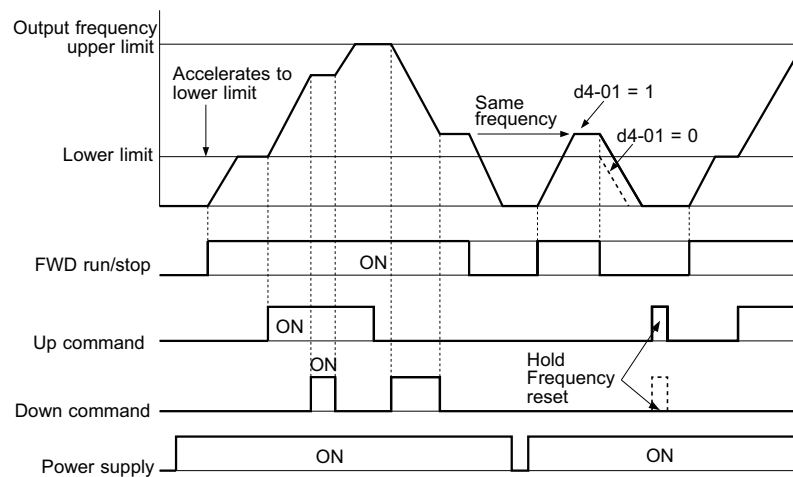 Output frequency
upper limit
Accelerates to
lower limit
Same
frequency
d4-01 = 1
d4-01 = 0
Lower limit
FWD run/stop
ON
Up command
ON
ON
Hold
Frequency
reset
Down command
Power supply
ON
ON